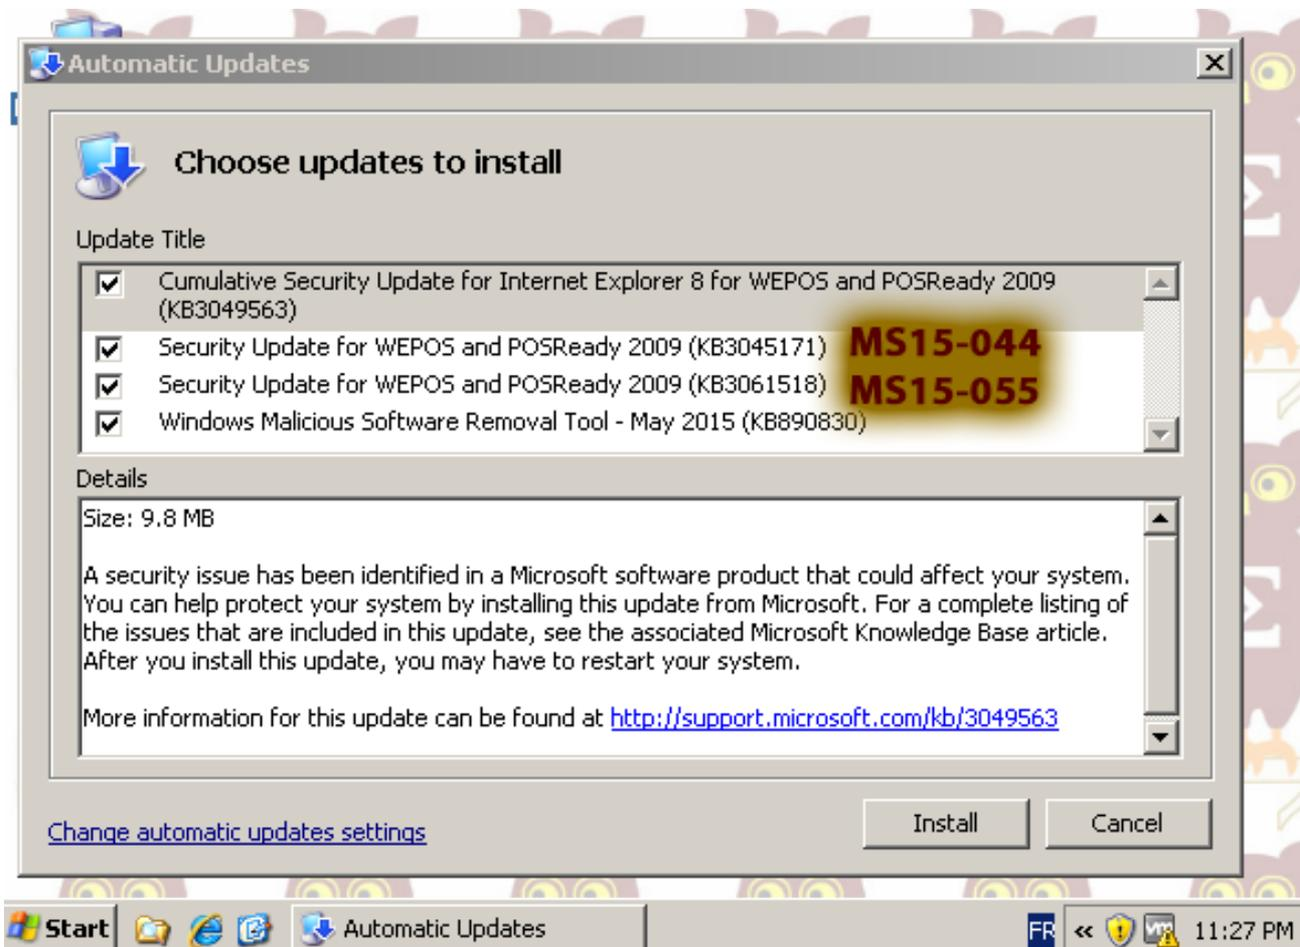 Automatic Updates
Choose updates to install
Update Title
Cumulative Security Update for Internet Explorer 8 for WEPOS and POSReady 2009
(KB3049563)
Security Update for WEPOS and POSReady 2009 (KB3045171) MS15-044
Security Update for WEPOS and POSReady 2009 (KB3061518) MS15-055
Windows Malicious Software Removal Tool - May 2015 (KB890830)
Details
Size: 9.8 MB
A security issue has been identified in a Microsoft software product that could affect your system.
You can help protect your system by installing this update from Microsoft. For a complete listing of
the issues that are included in this update, see the associated Microsoft Knowledge Base article.
After you install this update, you may have to restart your system.
More information for this update can be found at http://support.microsoft.com/kb/3049563
Change automatic updates settings
Install
Cancel
Start
Automatic Updates
FR
11:27 PM